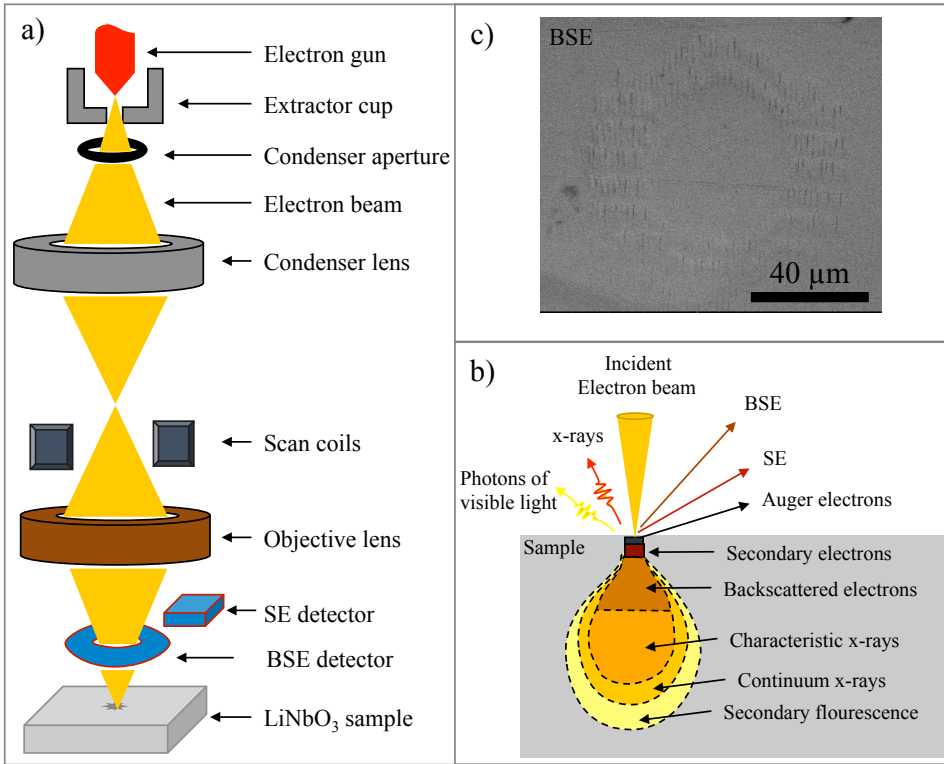 a)
Electron gun
Extractor cup
Condenser aperture
Electron beam
Condenser lens
Scan coils
Objective lens
SE detector
BSE detector
LiNbO₃ sample
c)
BSE
40 µm
b)
Incident
Electron beam
BSE
x-rays
SE
Photons of
visible light
Auger electrons
Sample
Secondary electrons
Backscattered electrons
Characteristic x-rays
Continuum x-rays
Secondary flourescence